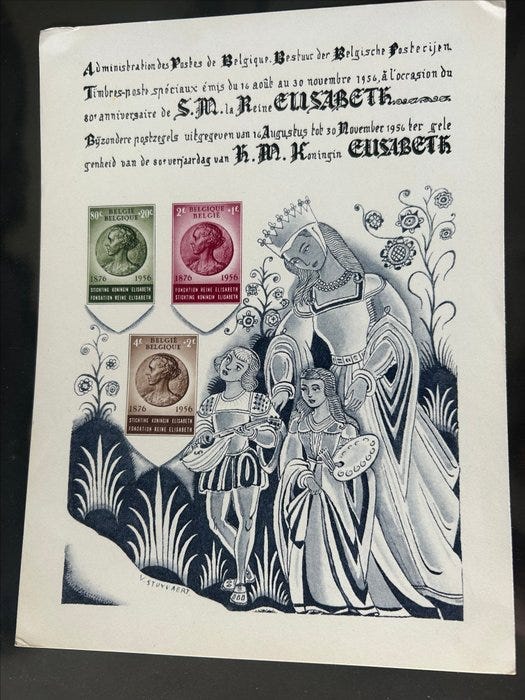 Administration des Postes de Belgique. Bestuur der Belgische Posterijen.
Timbres-poste spéciaux émis du 16 août au 30 novembre 1956, à l'occasion du
80e anniversaire de S.M. la Reine ELISABETH
Bijzondere postzegels uitgegeven van 16 Augustus tot 30 November 1956 ter gele
genheid van de 80e verjaardag van H.M. Koningin ELISABETH
80c BELGIË +20c
BELGIQUE
1876 1956
STICHTING KONINGIN ELISABETH
FONDATION REINE ELISABETH
2F BELGIQUE +1F
BELGIË
1876 1956
FONDATION REINE ELISABETH
STICHTING KONINGIN ELISABETH
4F BELGIË +2F
BELGIQUE
1876 1956
STICHTING KONINGIN ELISABETH
FONDATION REINE ELISABETH
V. STUYVAERT